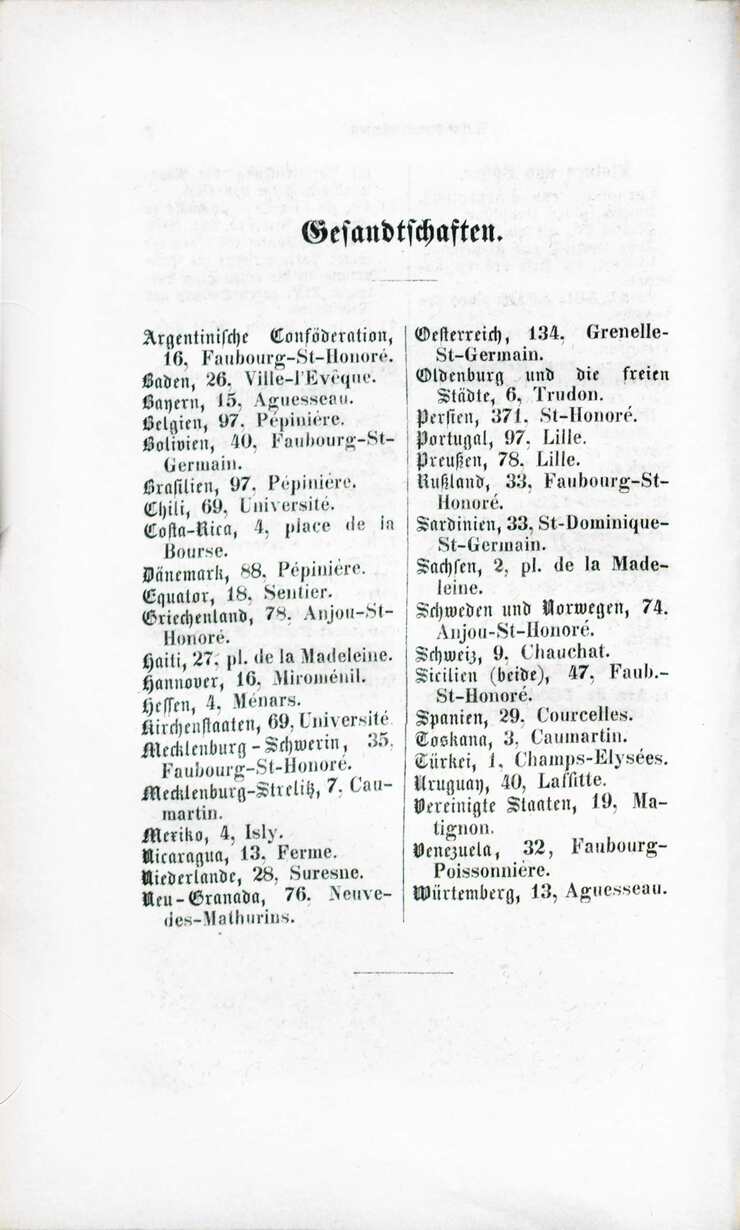 Gesandtschaften.
Argentinische Conföderation,
16, Faubourg-St-Honoré.
Baden, 26, Ville-l'Evêque.
Bayern, 15, Aguesseau.
Belgien, 97, Pépinière.
Bolivien, 40, Faubourg-St-
Germain.
Brasilien, 97, Pépinière.
Chili, 69, Université.
Costa-Rica, 4, place de la
Bourse.
Dänemark, 88, Pépinière.
Equator, 18, Sentier.
Griechenland, 78, Anjou-St-
Honoré.
Haiti, 27, pl. de la Madeleine.
Hannover, 16, Miroménil.
Hessen, 4, Ménars.
Kirchenstaaten, 69, Université
Mecklenburg-Schwerin, 35,
Faubourg-St-Honoré.
Mecklenburg-Strelitz, 7, Cau-
martin.
Mexiko, 4, Isly.
Nicaragua, 13, Ferme.
Niederlande, 28, Suresne.
Neu-Granada, 76, Neuve-
des-Mathurins.
Oesterreich, 134, Grenelle-
St-Germain.
Oldenburg und die freien
Städte, 6, Trudon.
Persien, 371, St-Honoré.
Portugal, 97, Lille.
Preußen, 78, Lille.
Rußland, 33, Faubourg-St-
Honoré.
Sardinien, 33, St-Dominique-
St-Germain.
Sachsen, 2, pl. de la Made-
leine.
Schweden und Norwegen, 74,
Anjou-St-Honoré.
Schweiz, 9, Chauchat.
Sicilien (beide), 47, Faub.-
St-Honoré.
Spanien, 29, Courcelles.
Toskana, 3, Caumartin.
Türkei, 1, Champs-Elysées.
Uruguay, 40, Laffitte.
Vereinigte Staaten, 19, Ma-
tignon.
Venezuela, 32, Faubourg-
Poissonnière.
Würtemberg, 13, Aguesseau.